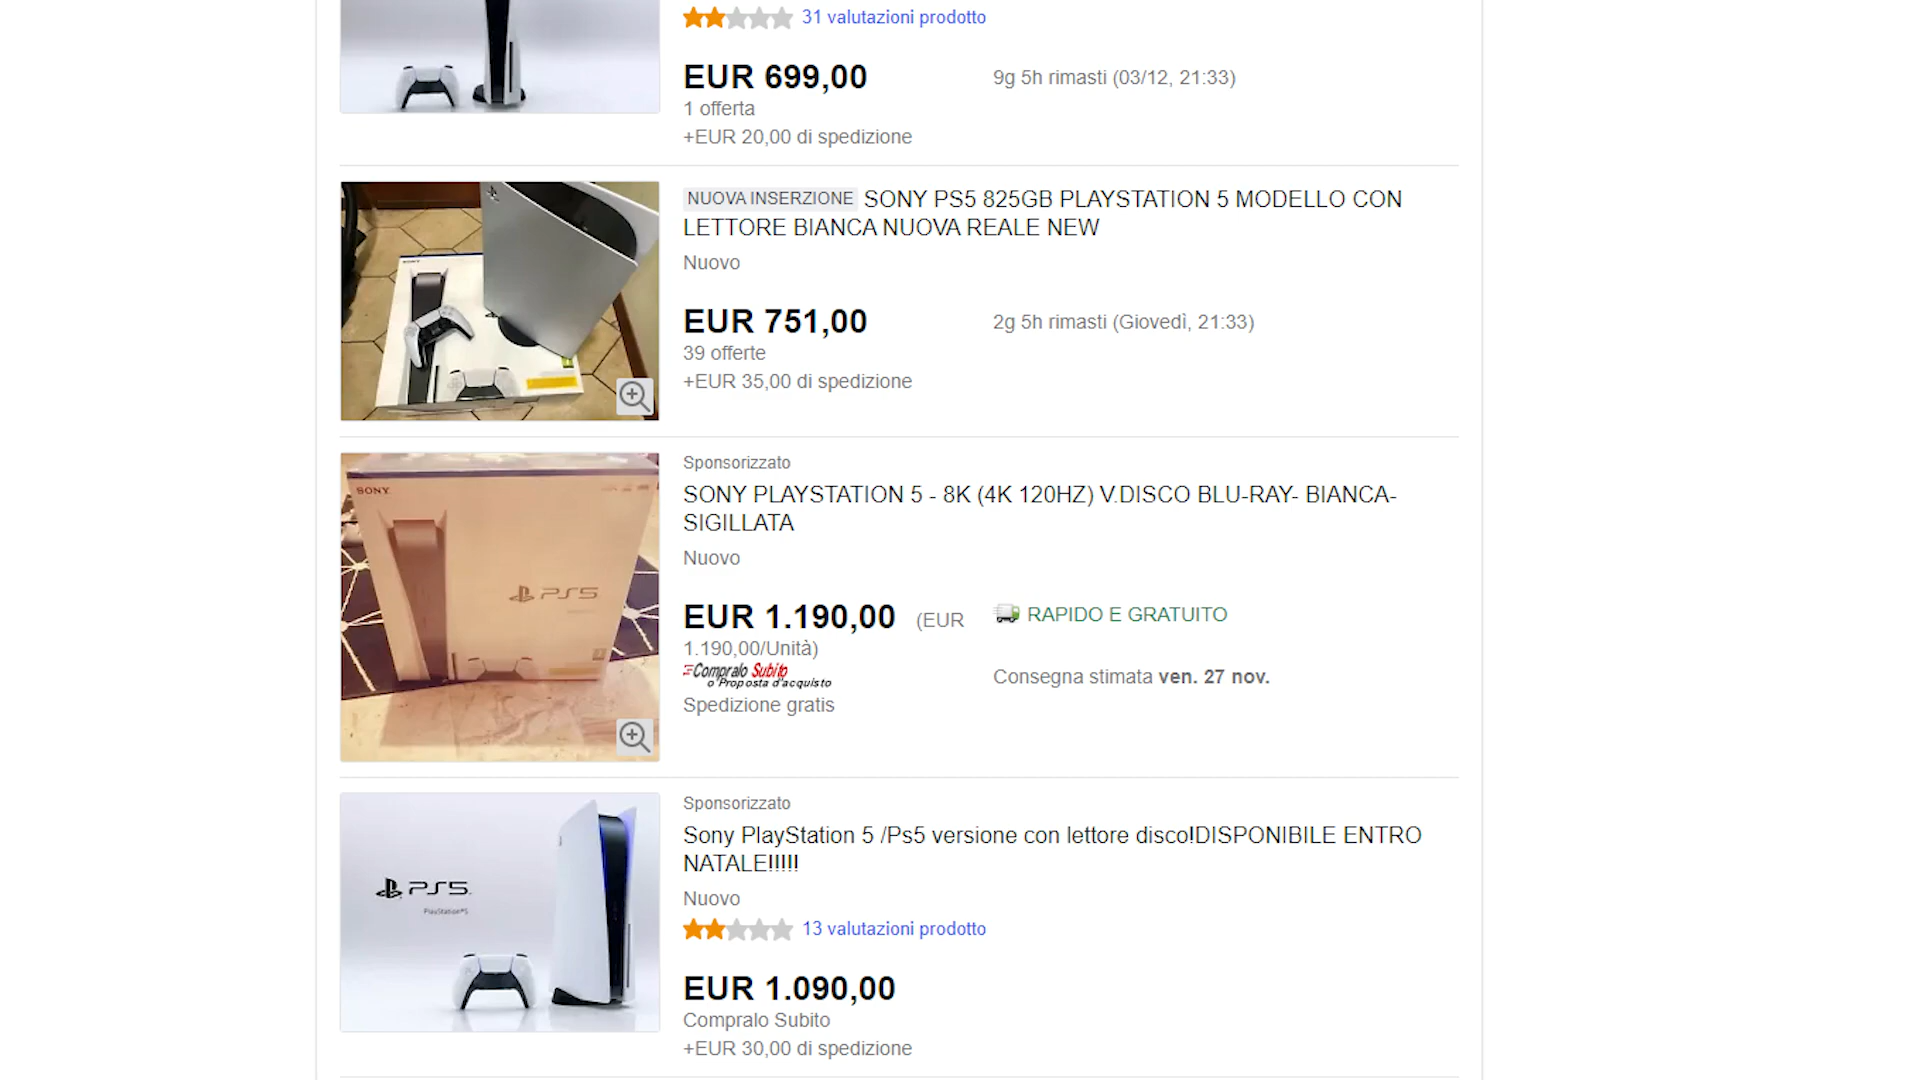 31 valutazioni prodotto
EUR 699,00
9g 5h rimasti (03/12, 21:33)
1 offerta
+EUR 20,00 di spedizione
NUOVA INSERZIONE SONY PS5 825GB PLAYSTATION 5 MODELLO CON
LETTORE BIANCA NUOVA REALE NEW
Nuovo
EUR 751,00
2g 5h rimasti (Giovedì, 21:33)
39 offerte
+EUR 35,00 di spedizione
SONY
PS5
Sponsorizzato
SONY PLAYSTATION 5 - 8K (4K 120HZ) V.DISCO BLU-RAY- BIANCA-
SIGILLATA
Nuovo
EUR 1.190,00 (EUR
1.190,00/Unità)
RAPIDO E GRATUITO
Compralo Subito
o Proposta d'acquisto
Consegna stimata ven. 27 nov.
Spedizione gratis
PS5
PlayStation®5
Sponsorizzato
Sony PlayStation 5 /Ps5 versione con lettore disco!DISPONIBILE ENTRO
NATALE!!!!!
Nuovo
13 valutazioni prodotto
EUR 1.090,00
Compralo Subito
+EUR 30,00 di spedizione